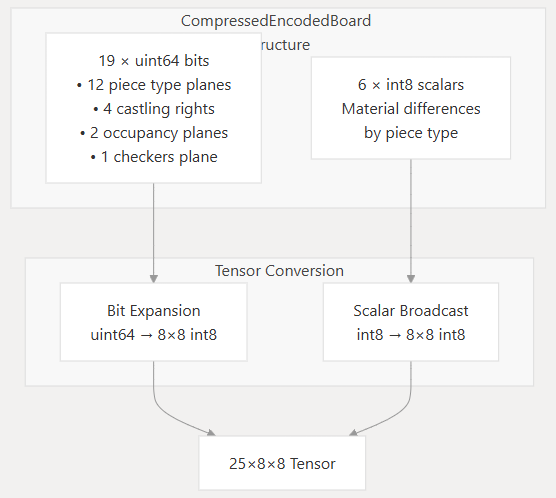 CompressedEncodedBoard
ructure
19 × uint64 bits
• 12 piece type planes
• 4 castling rights
• 2 occupancy planes
• 1 checkers plane
6 × int8 scalars
Material differences
by piece type
Tensor Conversion
Bit Expansion
uint64 → 8×8 int8
Scalar Broadcast
int8 → 8×8 int8
25×8×8 Tensor